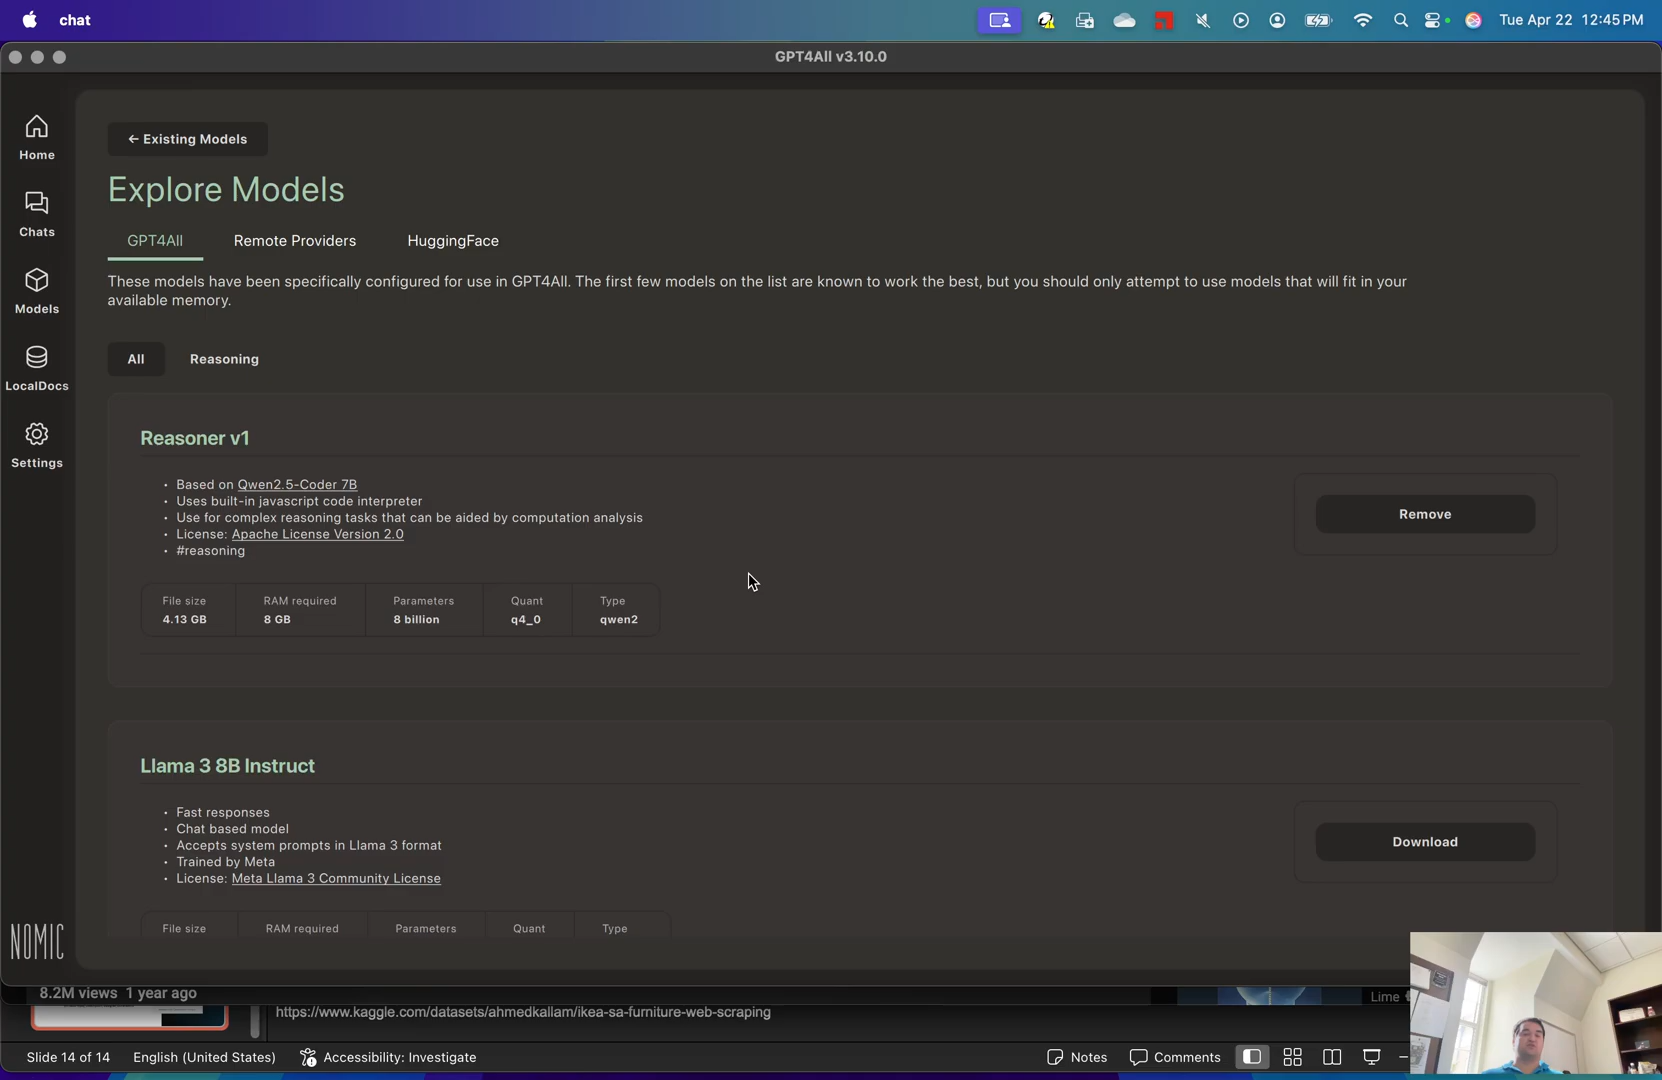 chat
Tue Apr 22 12:45 PM
GPT4All v3.10.0
Home
Chats
Models
LocalDocs
Settings
NOMIC
← Existing Models
Explore Models
GPT4All Remote Providers HuggingFace
These models have been specifically configured for use in GPT4All. The first few models on the list are known to work the best, but you should only attempt to use models that will fit in your
available memory.
All Reasoning
Reasoner v1
• Based on Qwen2.5-Coder 7B
• Uses built-in javascript code interpreter
• Use for complex reasoning tasks that can be aided by computation analysis
• License: Apache License Version 2.0
• #reasoning
Remove
File size RAM required Parameters Quant Type
4.13 GB 8 GB 8 billion q4_0 qwen2
Llama 3 8B Instruct
• Fast responses
• Chat based model
• Accepts system prompts in Llama 3 format
• Trained by Meta
• License: Meta Llama 3 Community License
Download
File size RAM required Parameters Quant Type
8.2M views 1 year ago
Lime
https://www.kaggle.com/datasets/ahmedkallam/ikea-sa-furniture-web-scraping
Slide 14 of 14 English (United States) Accessibility: Investigate Notes Comments